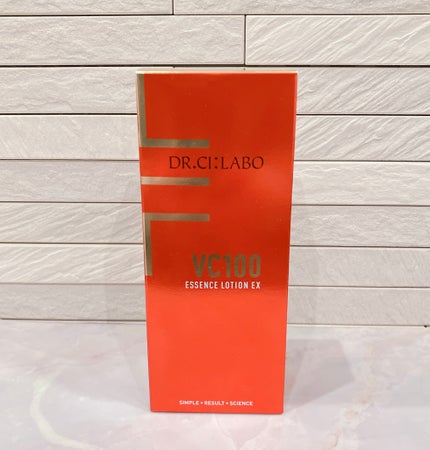 DR.CI:LABO
VC100
ESSENCE LOTION EX
SIMPLE • RESULT • SCIENCE